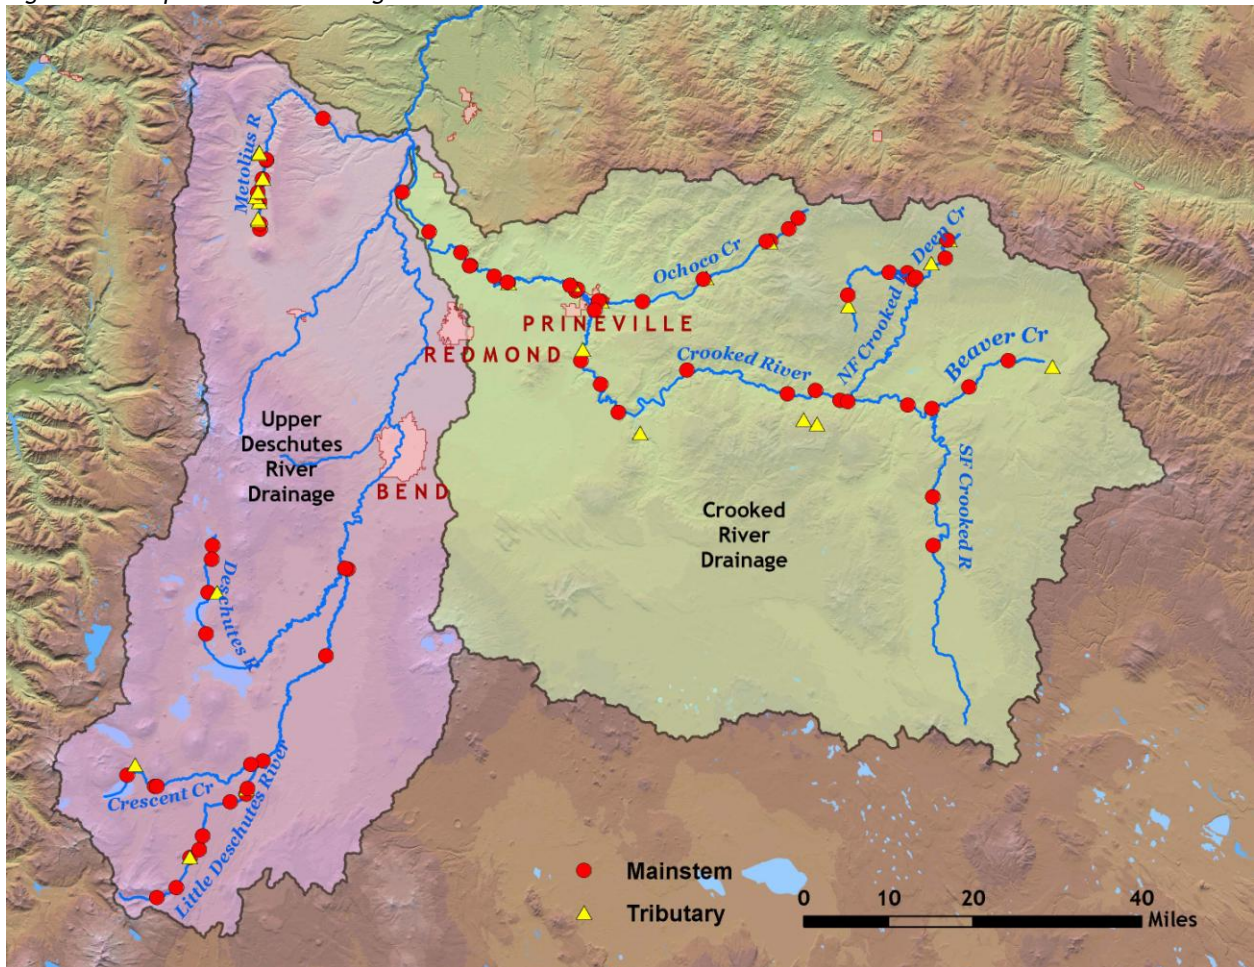 Metolius R
Ochoco Cr
Deep Cr
PRINEVILLE
REDMOND
Crooked River
NF Crooked R
Beaver Cr
Upper
Deschutes
River
Drainage
BEND
SF Crooked R
Crooked
River
Drainage
Deschutes R
Crescent Cr
Little Deschutes River
Mainstem
Tributary
0 10 20 40
Miles